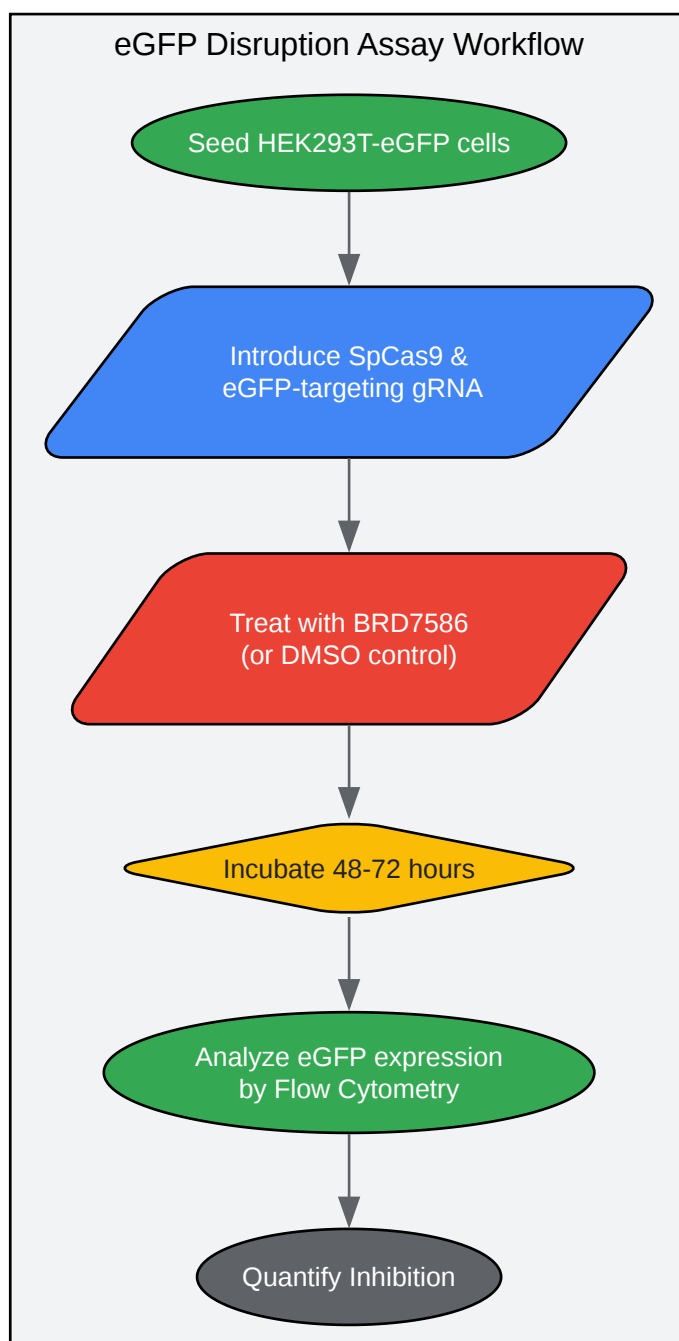 eGFP Disruption Assay Workflow
Seed HEK293T-eGFP cells
Introduce SpCas9 &
eGFP-targeting gRNA
Treat with BRD7586
(or DMSO control)
Incubate 48-72 hours
Analyze eGFP expression
by Flow Cytometry
Quantify Inhibition